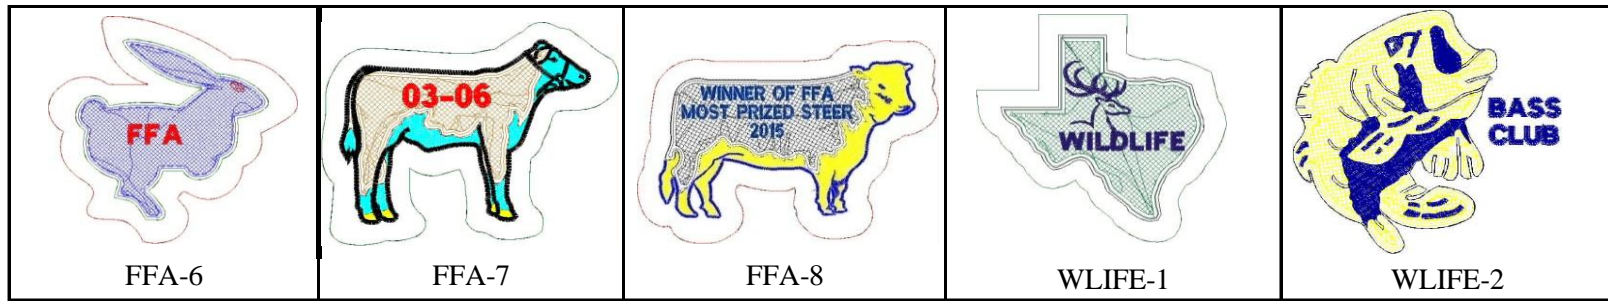 FFA
FFA-6
03-06
FFA-7
WINNER OF FFA
MOST PRIZED STEER
2015
FFA-8
WILDLIFE
WLIFE-1
BASS
CLUB
WLIFE-2